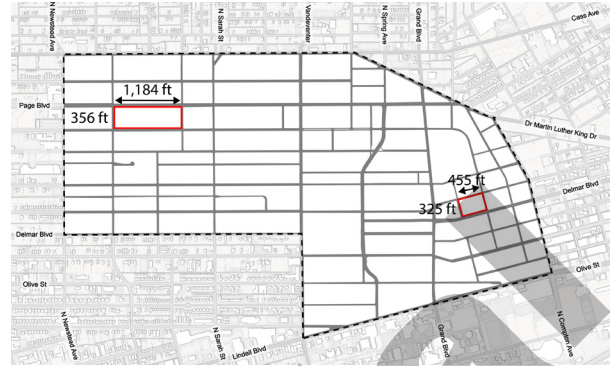 N Newstead Ave
N Sarah St
Vandeventer
N Spring Ave
Grand Blvd
Cass Ave
1,184 ft
Page Blvd
356 ft
Dr Martin Luther King Dr
455 ft
Delmar Blvd
325 ft
Delmar Blvd
Olive St
Olive St
N Newstead Ave
N Sarah St
Lindell Blvd
Grand Blvd
N Compton Ave